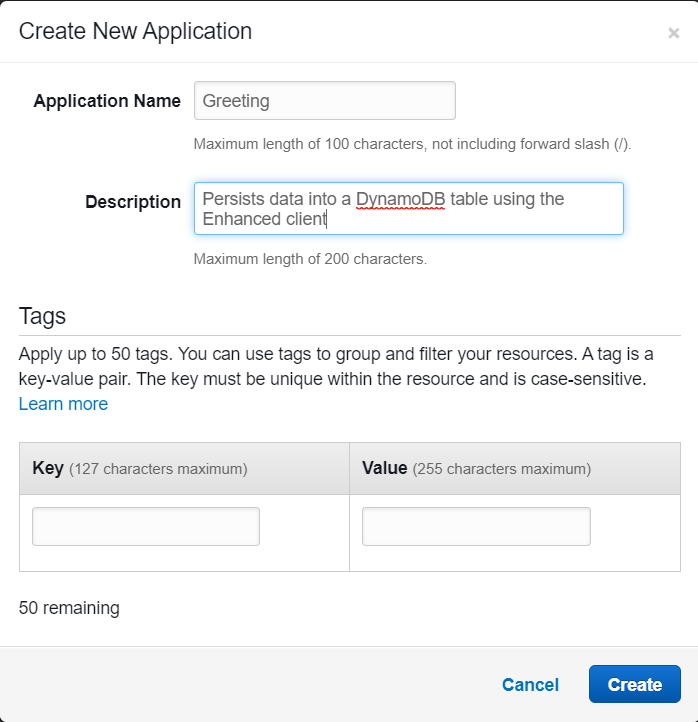 Create New Application
×
Application Name
Greeting
Maximum length of 100 characters, not including forward slash (/).
Description
Persists data into a DynamoDB table using the
Enhanced client
Maximum length of 200 characters.
Tags
Apply up to 50 tags. You can use tags to group and filter your resources. A tag is a
key-value pair. The key must be unique within the resource and is case-sensitive.
Learn more
Key (127 characters maximum)
Value (255 characters maximum)
50 remaining
Cancel
Create